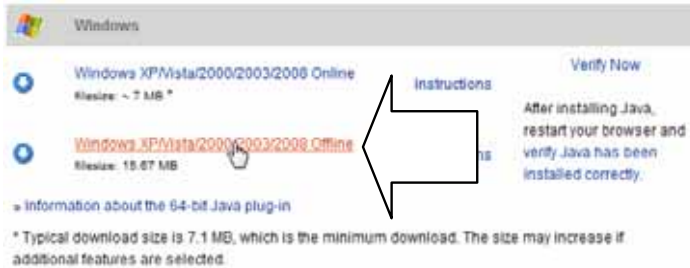 Windows
Windows XP/Vista/2000/2003/2008 Online
filesize: ~ 7 MB *
Instructions
Verify Now
After installing Java,
restart your browser and
verify Java has been
installed correctly.
Windows XP/Vista/2000/2003/2008 Offline
filesize: 15.67 MB
ns
» Information about the 64-bit Java plug-in
* Typical download size is 7.1 MB, which is the minimum download. The size may increase if
additional features are selected.